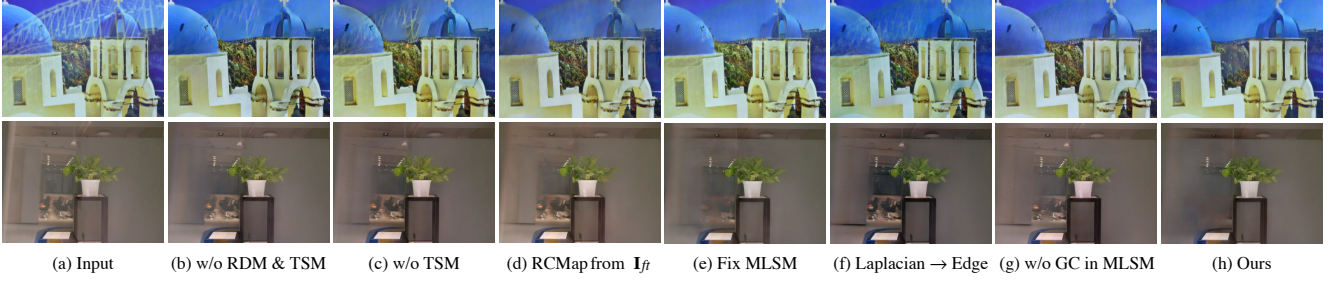 (a) Input
(b) w/o RDM & TSM
(c) w/o TSM
(d) RCMap from I_ft
(e) Fix MLSM
(f) Laplacian → Edge
(g) w/o GC in MLSM
(h) Ours